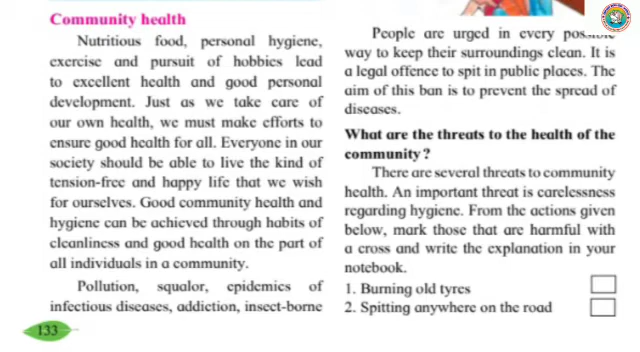 Community health
Nutritious food, personal hygiene,
exercise and pursuit of hobbies lead
to excellent health and good personal
development. Just as we take care of
our own health, we must make efforts to
ensure good health for all. Everyone in our
society should be able to live the kind of
tension-free and happy life that we wish
for ourselves. Good community health and
hygiene can be achieved through habits of
cleanliness and good health on the part of
all individuals in a community.
Pollution, squalor, epidemics of
infectious diseases, addiction, insect-borne
133
People are urged in every possible
way to keep their surroundings clean. It is
a legal offence to spit in public places. The
aim of this ban is to prevent the spread of
diseases.
What are the threats to the health of the
community?
There are several threats to community
health. An important threat is carelessness
regarding hygiene. From the actions given
below, mark those that are harmful with
a cross and write the explanation in your
notebook.
1. Burning old tyres
2. Spitting anywhere on the road